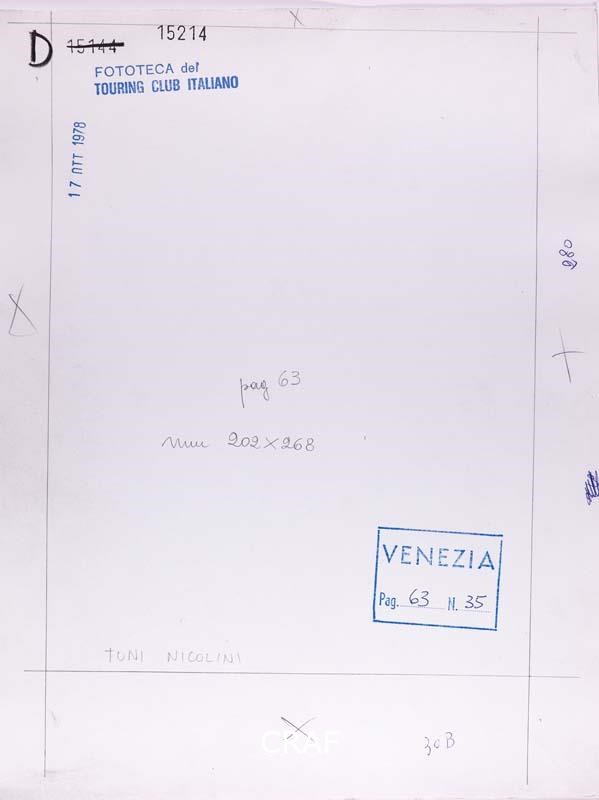 D 15144 15214
FOTOTECA del
TOURING CLUB ITALIANO
17 OTT 1978
980
pag 63
mm 202×268
VENEZIA
Pag. 63 N. 35
TONI NICOLINI
CRAF
30B